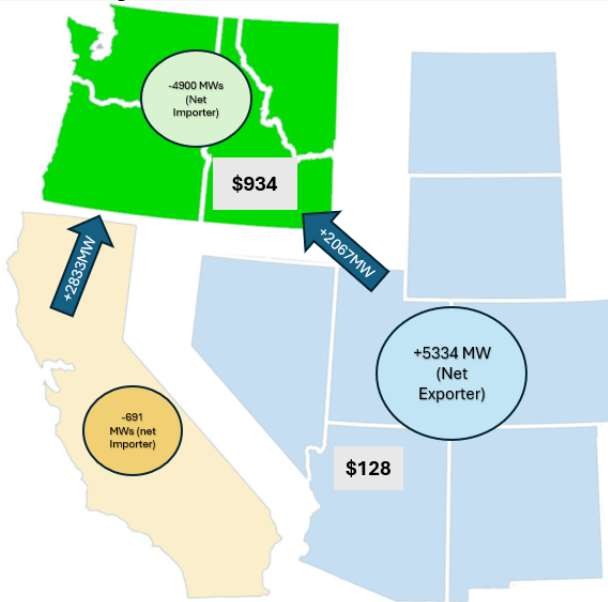 -4900 MWs
(Net
Importer)
$934
+2833MW
+2067MW
+5334 MW
(Net
Exporter)
-691
MWs (net
Importer)
$128